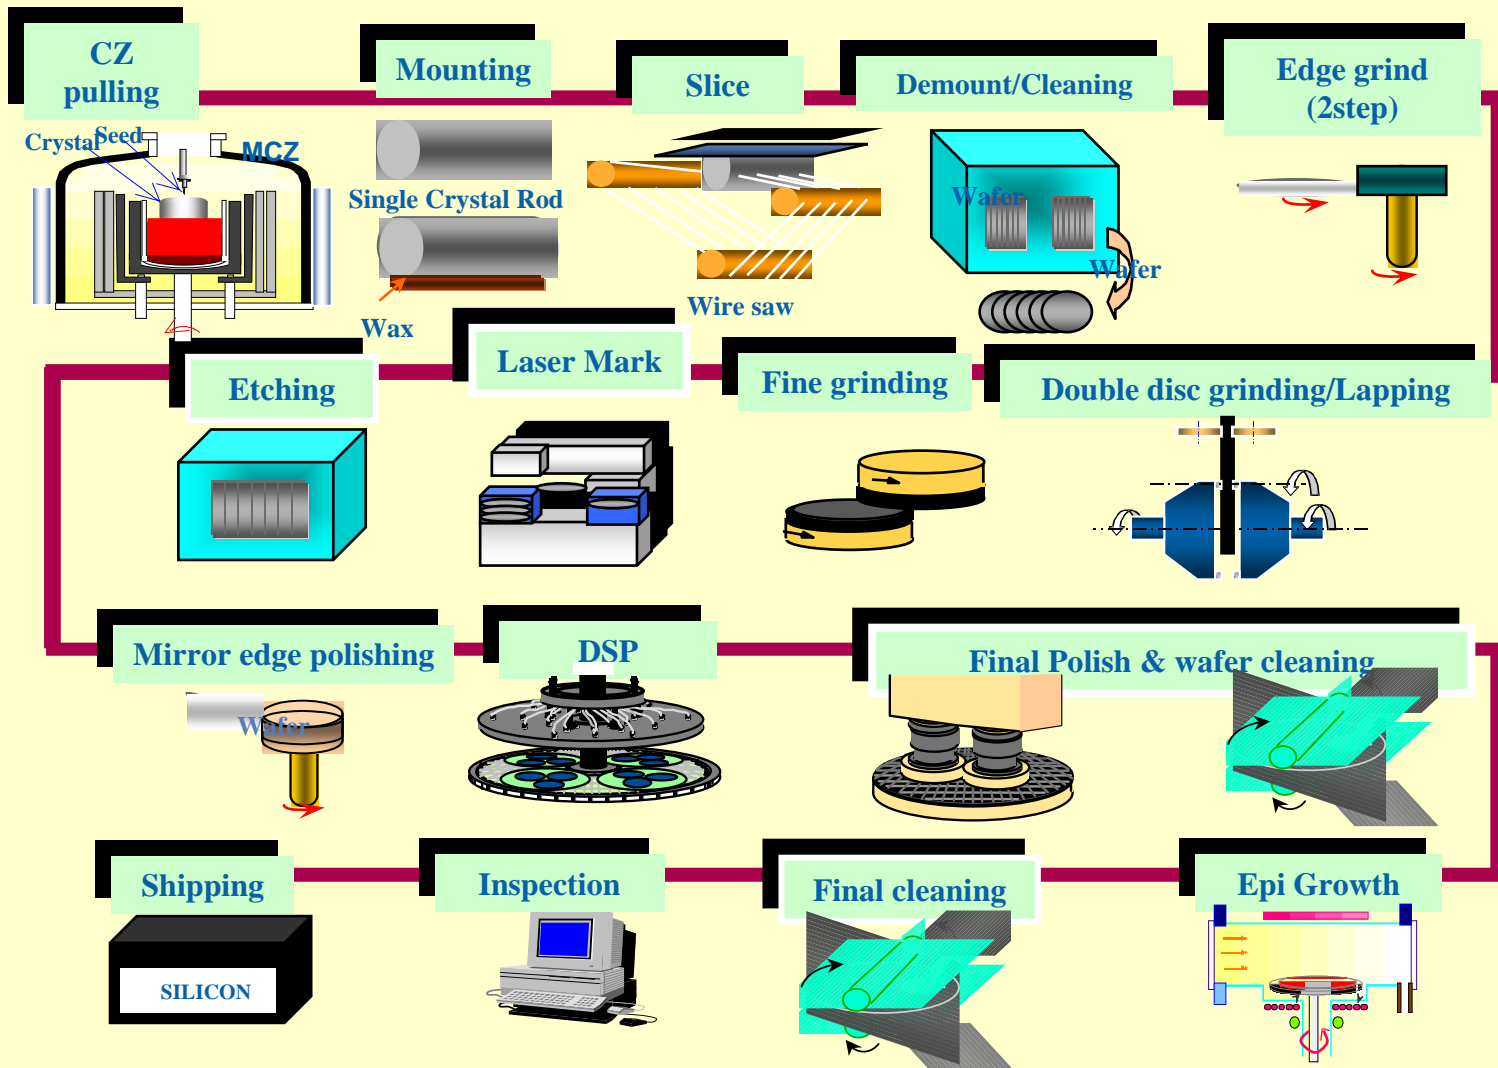 CZ
pulling
Mounting
Slice
Demount/Cleaning
Edge grind
(2step)
Crystal
Seed
MCZ
Single Crystal Rod
Wax
Wire saw
Wafer
Wafer
Etching
Laser Mark
Fine grinding
Double disc grinding/Lapping
Mirror edge polishing
DSP
Final Polish & wafer cleaning
Wafer
Shipping
Inspection
Final cleaning
Epi Growth
SILICON